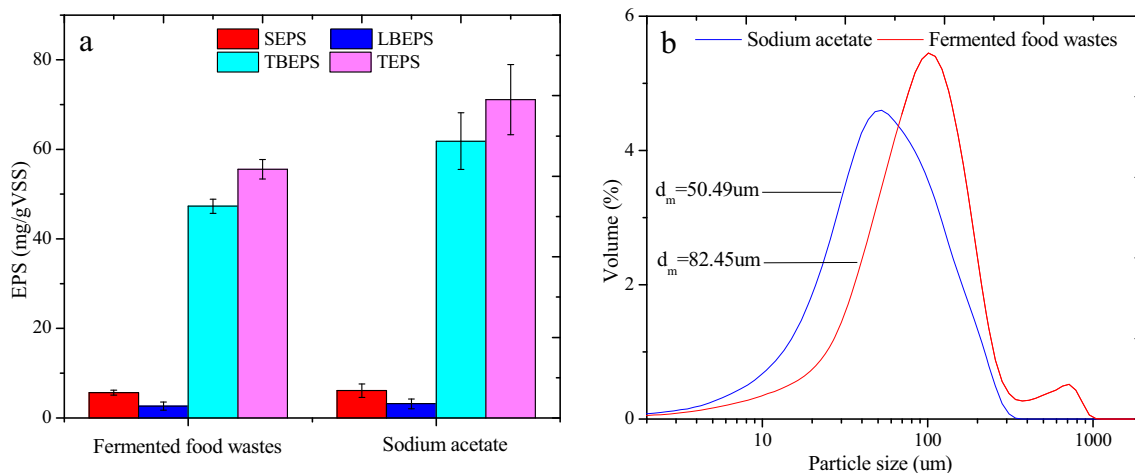 a
SEPS LBEPS
TBEPS TEPS
80
60
40
20
0
EPS (mg/gVSS)
Fermented food wastes Sodium acetate
b
Sodium acetate Fermented food wastes
6
4
2
0
Volume (%)
dm=50.49um
dm=82.45um
10 100 1000
Particle size (um)